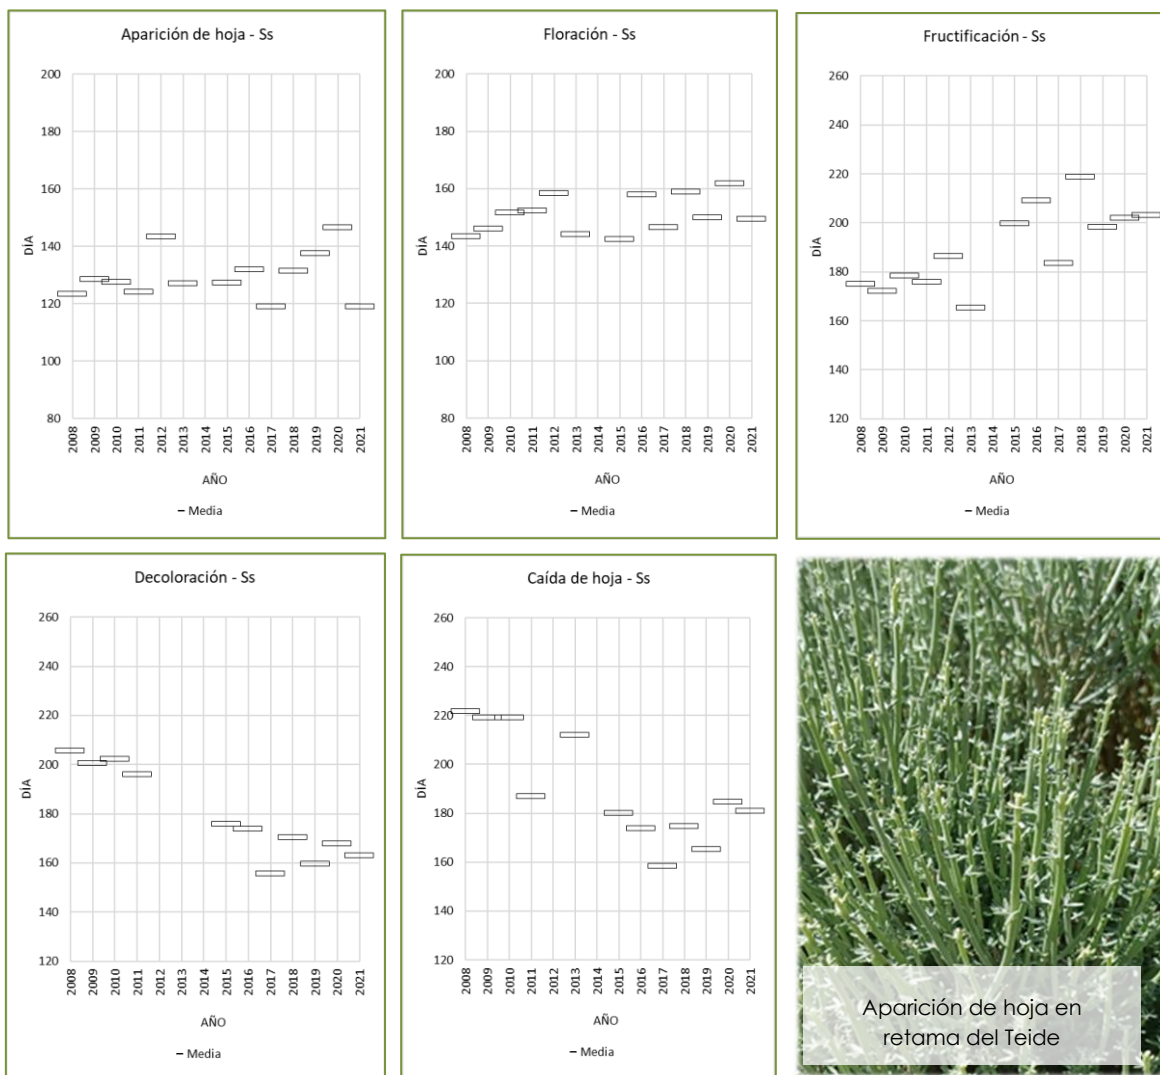 Aparición de hoja - Ss
200
180
160
140
120
100
80
DÍA
2008 2009 2010 2011 2012 2013 2014 2015 2016 2017 2018 2019 2020 2021
AÑO
– Media
Floración - Ss
200
180
160
140
120
100
80
DÍA
2008 2009 2010 2011 2012 2013 2014 2015 2016 2017 2018 2019 2020 2021
AÑO
– Media
Fructificación - Ss
260
240
220
200
180
160
140
120
DÍA
2008 2009 2010 2011 2012 2013 2014 2015 2016 2017 2018 2019 2020 2021
AÑO
– Media
Decoloración - Ss
260
240
220
200
180
160
140
120
DÍA
2008 2009 2010 2011 2012 2013 2014 2015 2016 2017 2018 2019 2020 2021
AÑO
– Media
Caída de hoja - Ss
260
240
220
200
180
160
140
120
DÍA
2008 2009 2010 2011 2012 2013 2014 2015 2016 2017 2018 2019 2020 2021
AÑO
– Media
Aparición de hoja en
retama del Teide